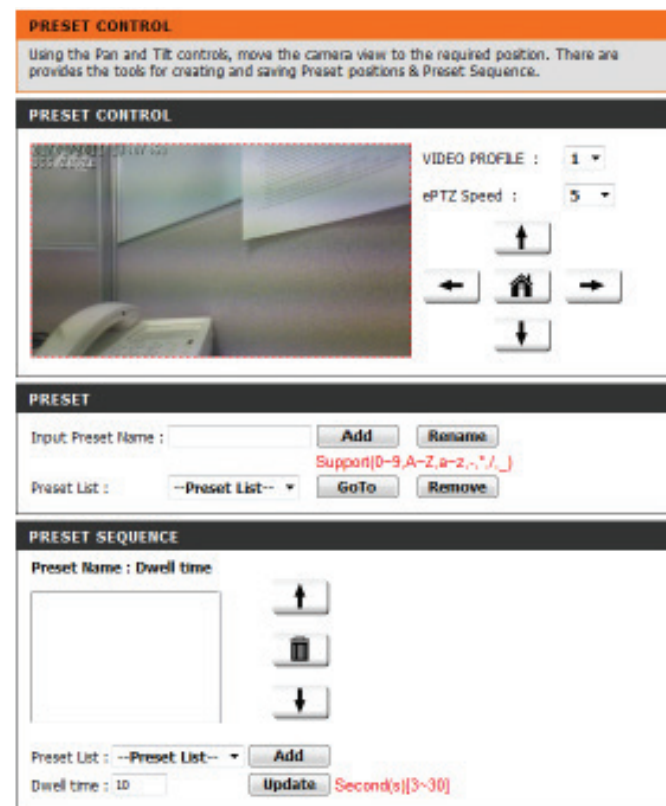 PRESET CONTROL
Using the Pan and Tilt controls, move the camera view to the required position. There are
provides the tools for creating and saving Preset positions & Preset Sequence.
PRESET CONTROL
VIDEO PROFILE : 1
ePTZ Speed : 5
PRESET
Input Preset Name : Add Rename
Support(0~9,A~Z,a~z,-,*,/,_)
Preset List : --Preset List-- GoTo Remove
PRESET SEQUENCE
Preset Name : Dwell time
Preset List : --Preset List-- Add
Dwell time : 10 Update Second(s)[3~30]